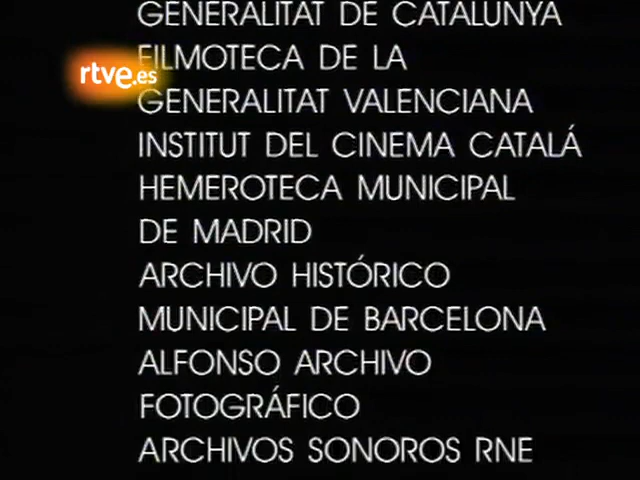 GENERALITAT DE CATALUNYA
FILMOTECA DE LA
rtve.es
GENERALITAT VALENCIANA
INSTITUT DEL CINEMA CATALÁ
HEMEROTECA MUNICIPAL
DE MADRID
ARCHIVO HISTÓRICO
MUNICIPAL DE BARCELONA
ALFONSO ARCHIVO
FOTOGRÁFICO
ARCHIVOS SONOROS RNE